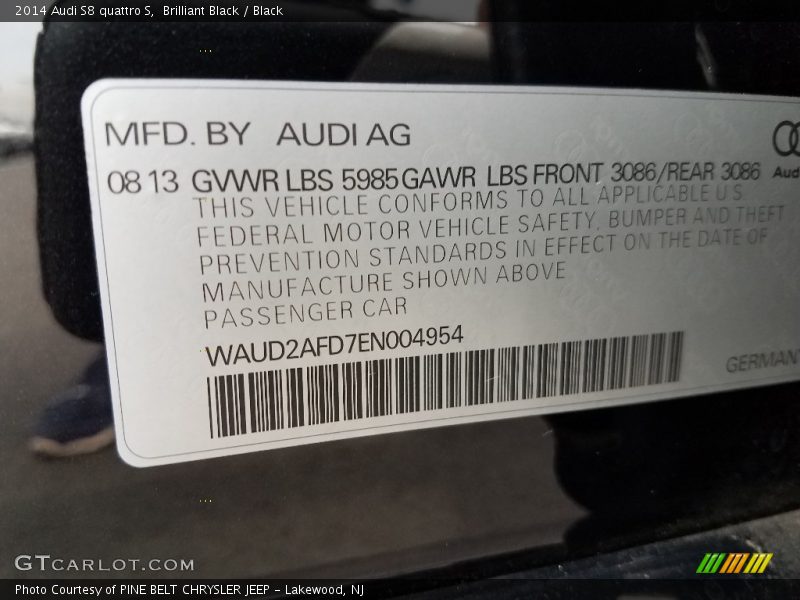 2014 Audi S8 quattro S, Brilliant Black / Black
MFD. BY AUDI AG
08 13 GVWR LBS 5985 GAWR LBS FRONT 3086/REAR 3086
THIS VEHICLE CONFORMS TO ALL APPLICABLE U.S.
FEDERAL MOTOR VEHICLE SAFETY, BUMPER AND THEFT
PREVENTION STANDARDS IN EFFECT ON THE DATE OF
MANUFACTURE SHOWN ABOVE
PASSENGER CAR
WAUD2AFD7EN004954
GTCARLOT.COM
Photo Courtesy of PINE BELT CHRYSLER JEEP - Lakewood, NJ